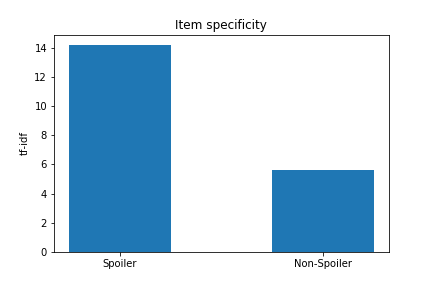 Item specificity
tf-idf
14
12
10
8
6
4
2
0
Spoiler Non-Spoiler